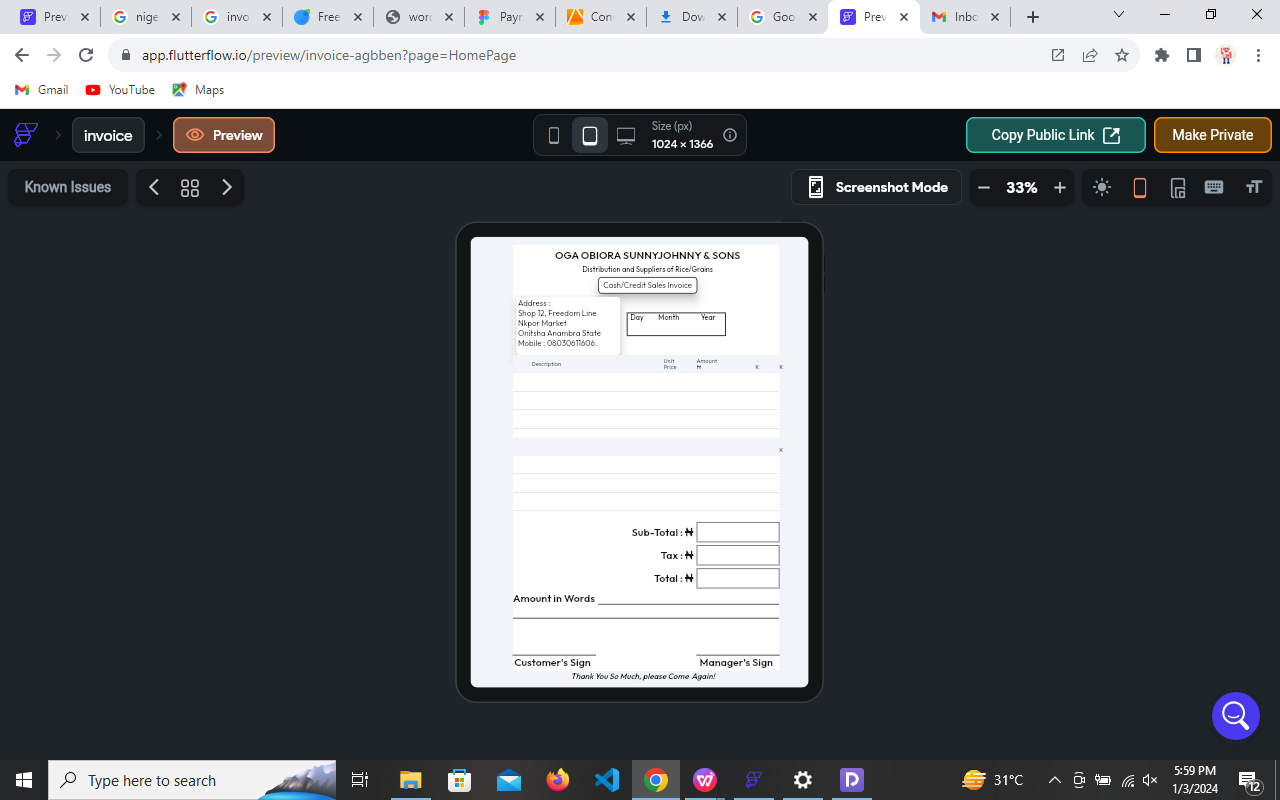 Prev
nige
invo
Free
word
Payn
Con
Dow
Goo
Prev
Inbo
app.flutterflow.io/preview/invoice-agbben?page=HomePage
Gmail
YouTube
Maps
invoice
Preview
Size (px)
1024 × 1366
Copy Public Link
Make Private
Known Issues
Screenshot Mode
33%
OGA OBIORA SUNNYJOHNNY & SONS
Distribution and Suppliers of Rice/Grains
Cash/Credit Sales Invoice
Address :
Shop 12, Freedom Line
Nkpor Market
Onitsha Anambra State
Mobile : 08030611606.
Day Month Year
Description Unit Price Amount ₦ K K
K
Sub-Total : ₦
Tax : ₦
Total : ₦
Amount in Words
Customer's Sign Manager's Sign
Thank You So Much, please Come Again!
Type here to search
31°C
5:59 PM
1/3/2024
12